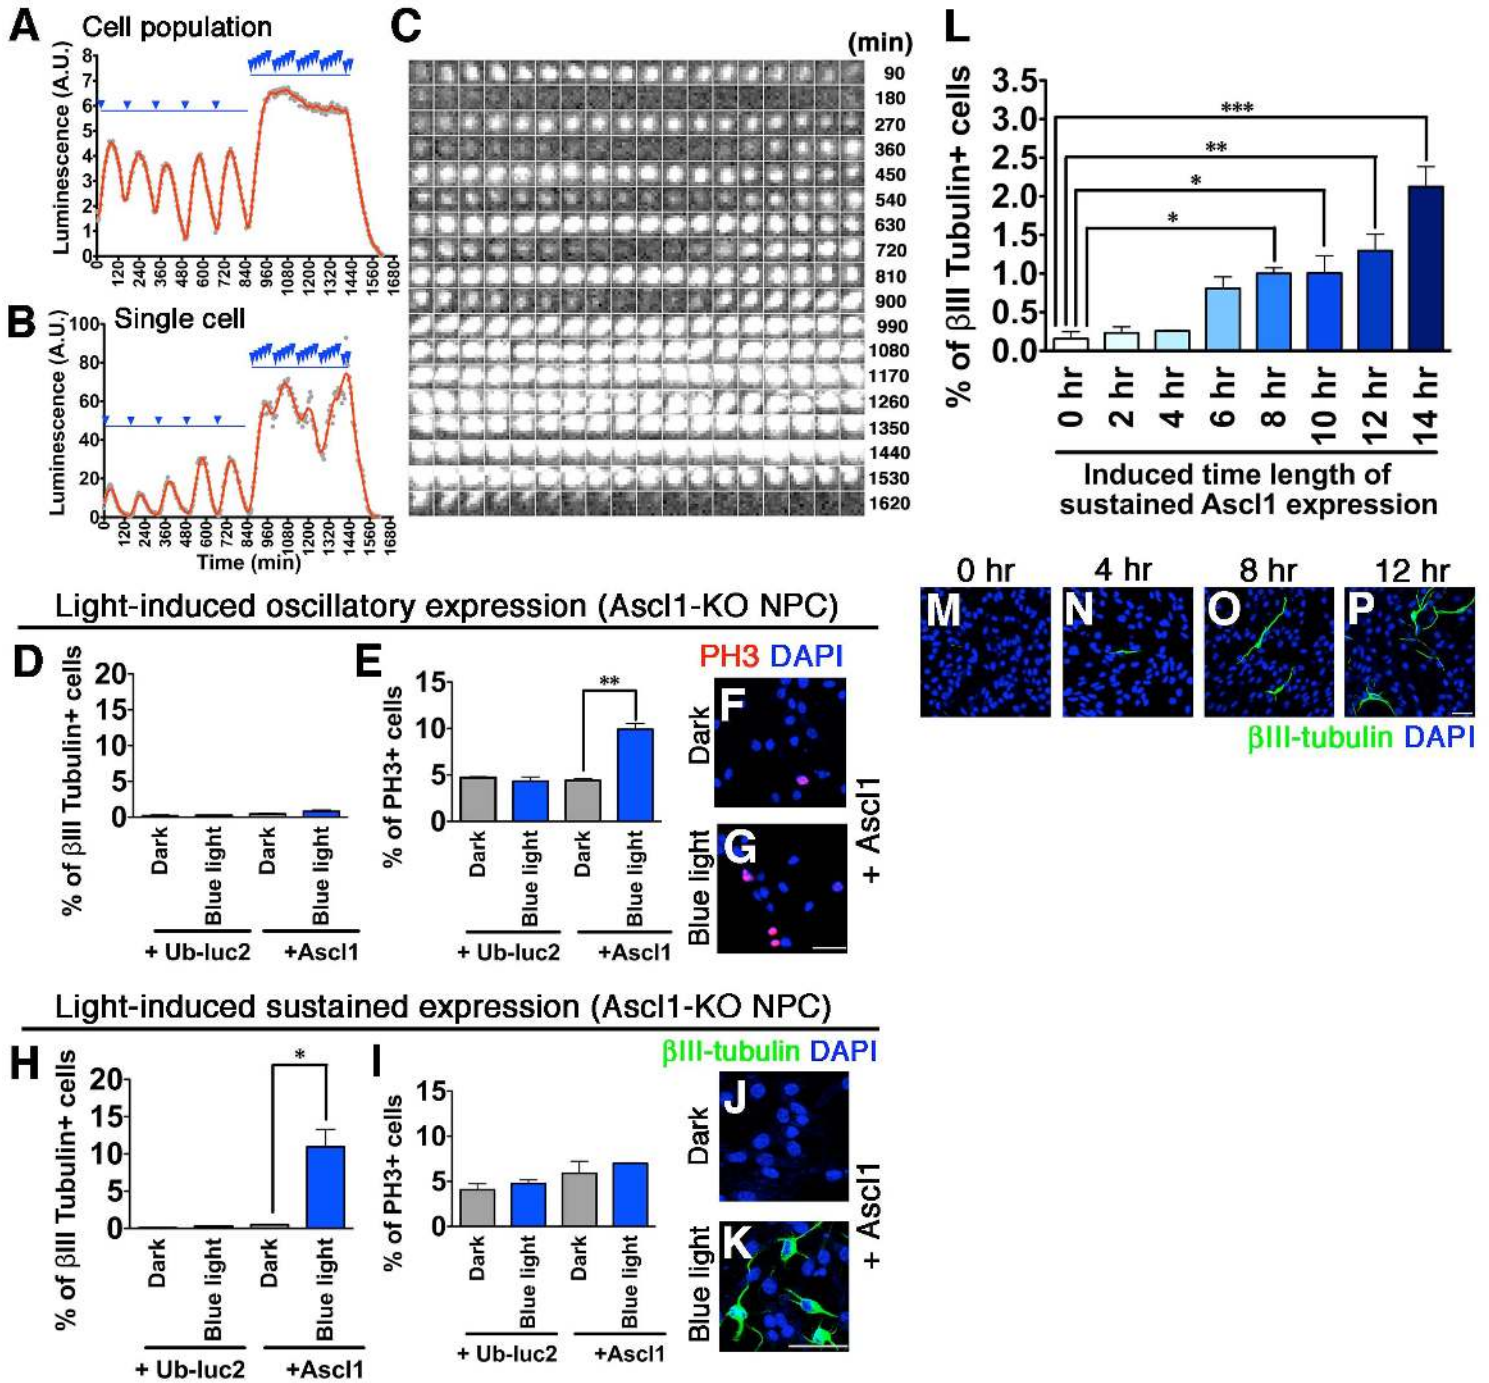 A
Cell population
Luminescence (A.U.)
8
7
6
5
4
3
2
1
0
0
120
240
360
480
600
720
840
960
1080
1200
1320
1440
1560
1680
B
Single cell
Luminescence (A.U.)
100
80
60
40
20
0
0
120
240
360
480
600
720
840
960
1080
1200
1320
1440
1560
1680
Time (min)
C
(min)
90
180
270
360
450
540
630
720
810
900
990
1080
1170
1260
1350
1440
1530
1620
L
% of βIII Tubulin+ cells
3.5
3.0
2.5
2.0
1.5
1.0
0.5
0.0
***
**
*
*
0 hr
2 hr
4 hr
6 hr
8 hr
10 hr
12 hr
14 hr
Induced time length of
sustained Ascl1 expression
0 hr
4 hr
8 hr
12 hr
M
N
O
P
βIII-tubulin DAPI
Light-induced oscillatory expression (Ascl1-KO NPC)
D
% of βIII Tubulin+ cells
20
15
10
5
0
Dark
Blue light
Dark
Blue light
+ Ub-luc2
+Ascl1
E
% of PH3+ cells
15
10
5
0
**
Dark
Blue light
Dark
Blue light
+ Ub-luc2
+Ascl1
PH3 DAPI
Dark
F
Blue light
G
+ Ascl1
Light-induced sustained expression (Ascl1-KO NPC)
H
% of βIII Tubulin+ cells
20
15
10
5
0
*
Dark
Blue light
Dark
Blue light
+ Ub-luc2
+Ascl1
I
% of PH3+ cells
15
10
5
0
Dark
Blue light
Dark
Blue light
+ Ub-luc2
+Ascl1
βIII-tubulin DAPI
Dark
J
Blue light
K
+ Ascl1